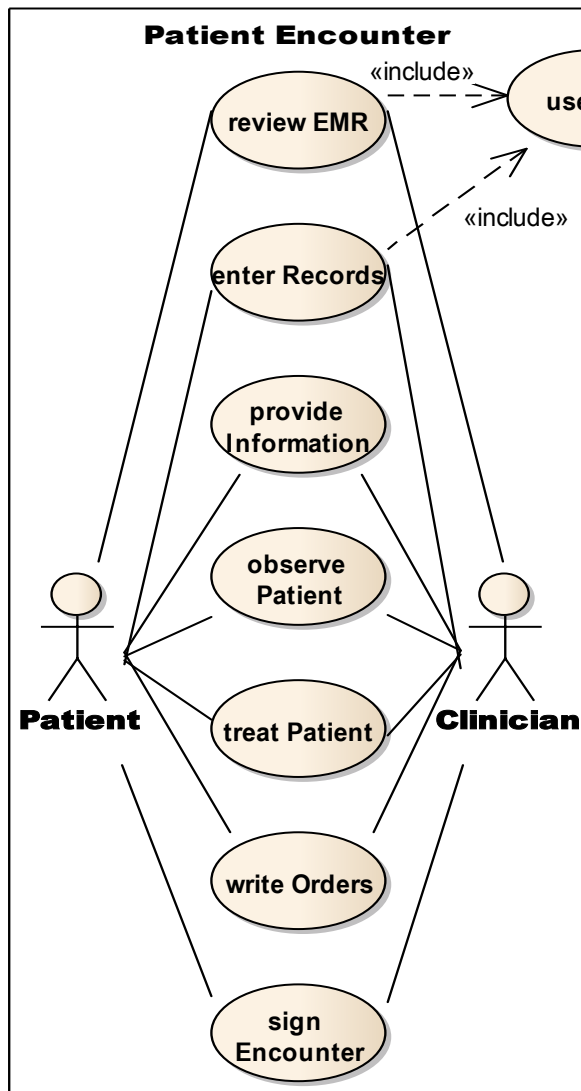 Patient Encounter
«include»
review EMR
use
«include»
enter Records
provide
Information
observe
Patient
Patient
Clinician
treat Patient
write Orders
sign
Encounter